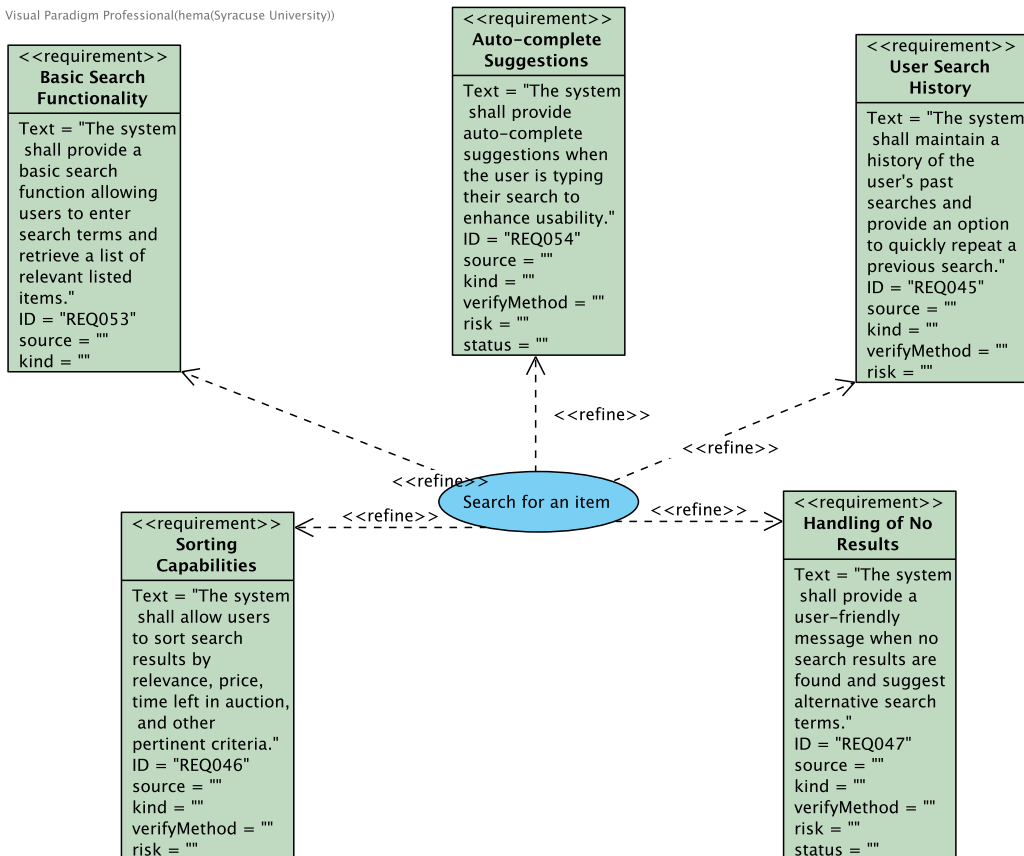 Visual Paradigm Professional(hema(Syracuse University))
<<requirement>>
Basic Search
Functionality
Text = "The system
shall provide a
basic search
function allowing
users to enter
search terms and
retrieve a list of
relevant listed
items."
ID = "REQ053"
source = ""
kind = ""
<<requirement>>
Auto-complete
Suggestions
Text = "The system
shall provide
auto-complete
suggestions when
the user is typing
their search to
enhance usability."
ID = "REQ054"
source = ""
kind = ""
verifyMethod = ""
risk = ""
status = ""
<<requirement>>
User Search
History
Text = "The system
shall maintain a
history of the
user's past
searches and
provide an option
to quickly repeat a
previous search."
ID = "REQ045"
source = ""
kind = ""
verifyMethod = ""
risk = ""
<<refine>>
<<refine>>
<<refine>>
Search for an item
<<refine>>
<<refine>>
<<requirement>>
Sorting
Capabilities
Text = "The system
shall allow users
to sort search
results by
relevance, price,
time left in auction,
and other
pertinent criteria."
ID = "REQ046"
source = ""
kind = ""
verifyMethod = ""
risk = ""
<<requirement>>
Handling of No
Results
Text = "The system
shall provide a
user-friendly
message when no
search results are
found and suggest
alternative search
terms."
ID = "REQ047"
source = ""
kind = ""
verifyMethod = ""
risk = ""
status = ""